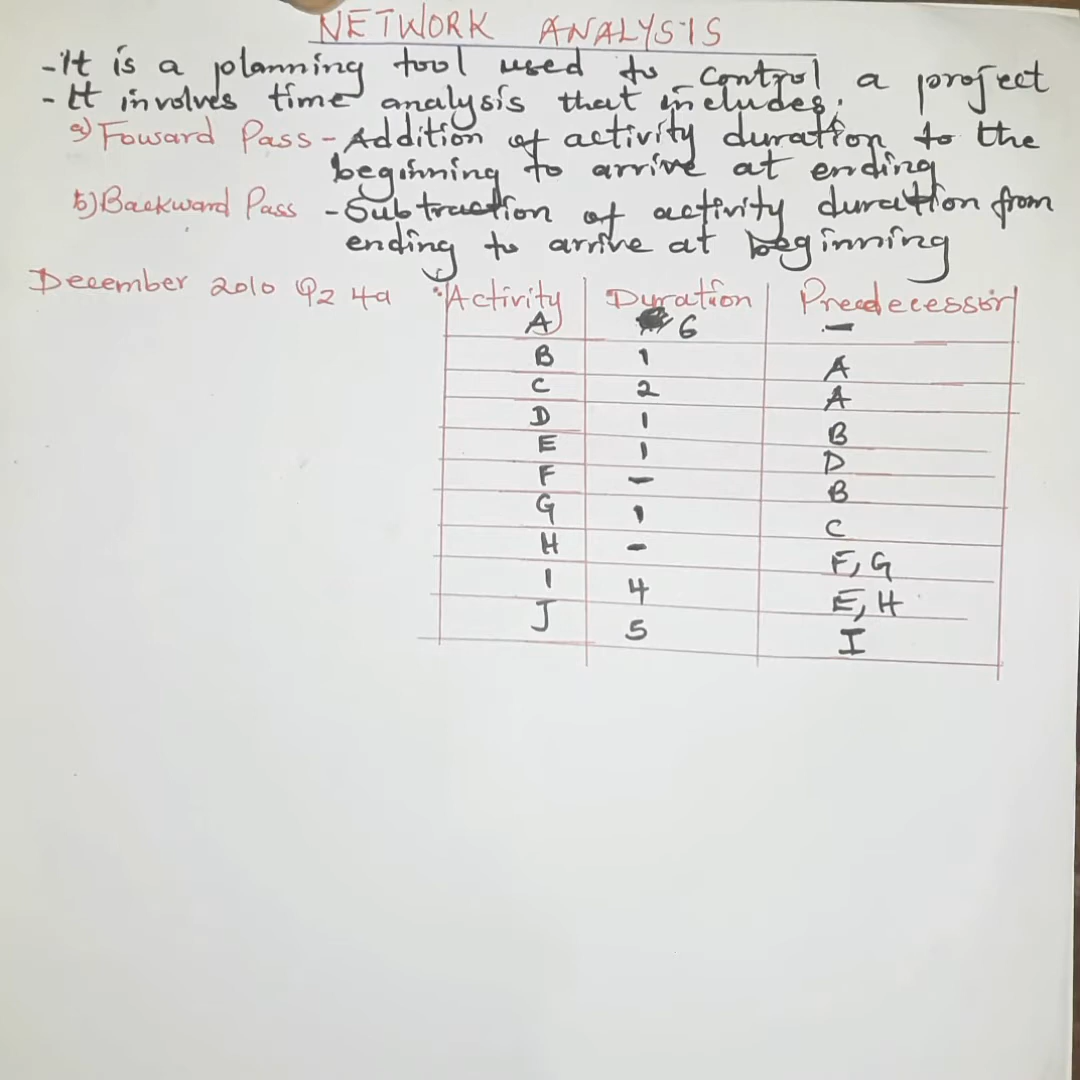 NETWORK ANALYSIS
-It is a planning tool used to control a project
- It involves time analysis that includes:
a) Foward Pass - Addition of activity duration to the
beginning to arrive at ending
b) Backward Pass - Subtraction of activity duration from
ending to arrive at beginning
December 2010 Q2 4a Activity Duration Predecessor
A 6 -
B 1 A
C 2 A
D 1 B
E 1 D
F - B
G 1 C
H - F, G
I 4 E, H
J 5 I